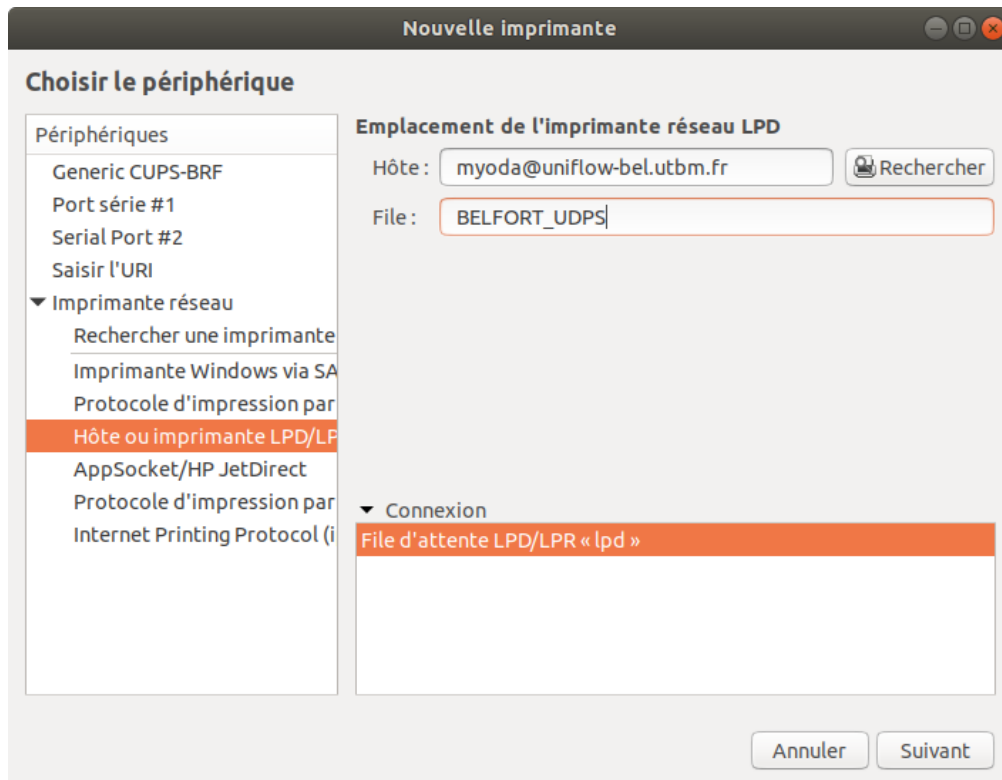 Nouvelle imprimante
Choisir le périphérique
Périphériques
Generic CUPS-BRF
Port série #1
Serial Port #2
Saisir l'URI
Imprimante réseau
Rechercher une imprimante
Imprimante Windows via SA
Protocole d'impression par
Hôte ou imprimante LPD/LP
AppSocket/HP JetDirect
Protocole d'impression par
Internet Printing Protocol (i
Emplacement de l'imprimante réseau LPD
Hôte : myoda@uniflow-bel.utbm.fr Rechercher
File : BELFORT_UDPS
Connexion
File d'attente LPD/LPR « lpd »
Annuler Suivant